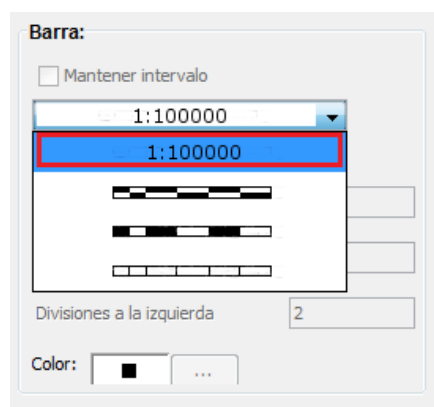 Barra:
Mantener intervalo
1:100000
1:100000
Divisiones a la izquierda 2
Color: ...